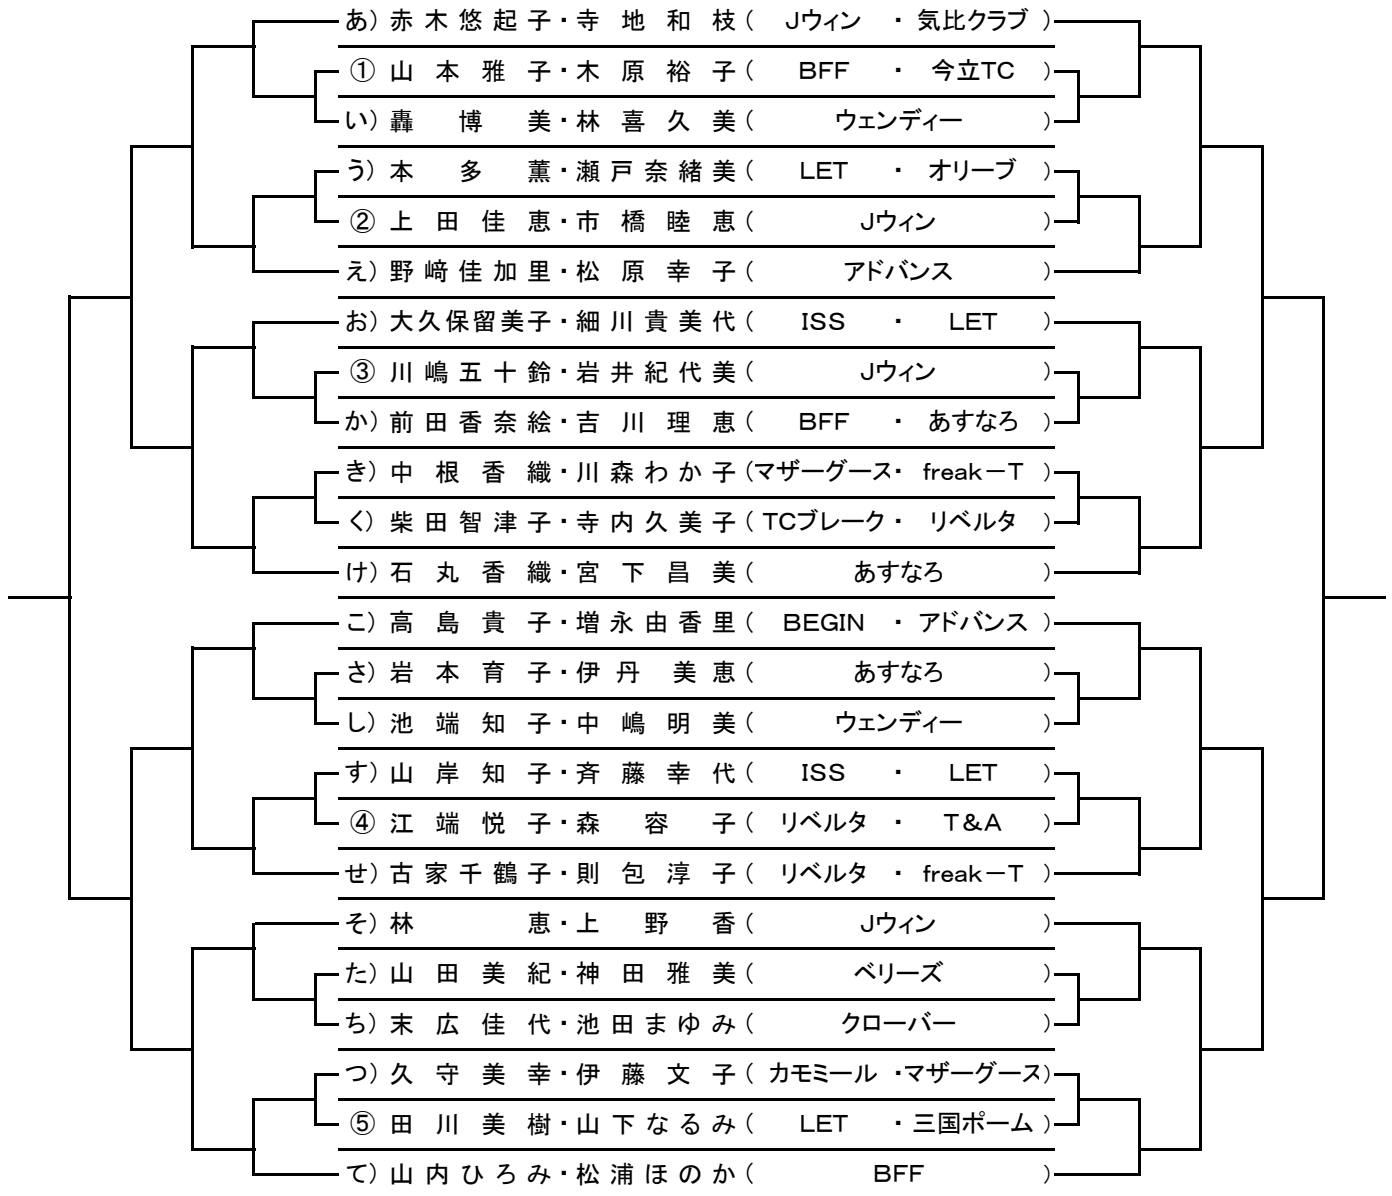 あ) 赤木悠起子・寺地和枝 ( Jウィン ・ 気比クラブ )
① 山本雅子・木原裕子 ( BFF ・ 今立TC )
い) 轟博美・林喜久美 ( ウェンディー )
う) 本多薫・瀬戸奈緒美 ( LET ・ オリーブ )
② 上田佳恵・市橋睦恵 ( Jウィン )
え) 野﨑佳加里・松原幸子 ( アドバンス )
お) 大久保留美子・細川貴美代 ( ISS ・ LET )
③ 川嶋五十鈴・岩井紀代美 ( Jウィン )
か) 前田香奈絵・吉川理恵 ( BFF ・ あすなろ )
き) 中根香織・川森わか子 (マザーグース・ freak－T )
く) 柴田智津子・寺内久美子 ( TCブレーク ・ リベルタ )
け) 石丸香織・宮下昌美 ( あすなろ )
こ) 高島貴子・増永由香里 ( BEGIN ・ アドバンス )
さ) 岩本育子・伊丹美恵 ( あすなろ )
し) 池端知子・中嶋明美 ( ウェンディー )
す) 山岸知子・斉藤幸代 ( ISS ・ LET )
④ 江端悦子・森容子 ( リベルタ ・ T&A )
せ) 古家千鶴子・則包淳子 ( リベルタ ・ freak－T )
そ) 林恵・上野香 ( Jウィン )
た) 山田美紀・神田雅美 ( ベリーズ )
ち) 末広佳代・池田まゆみ ( クローバー )
つ) 久守美幸・伊藤文子 ( カモミール ・マザーグース)
⑤ 田川美樹・山下なるみ ( LET ・ 三国ポーム )
て) 山内ひろみ・松浦ほのか ( BFF )